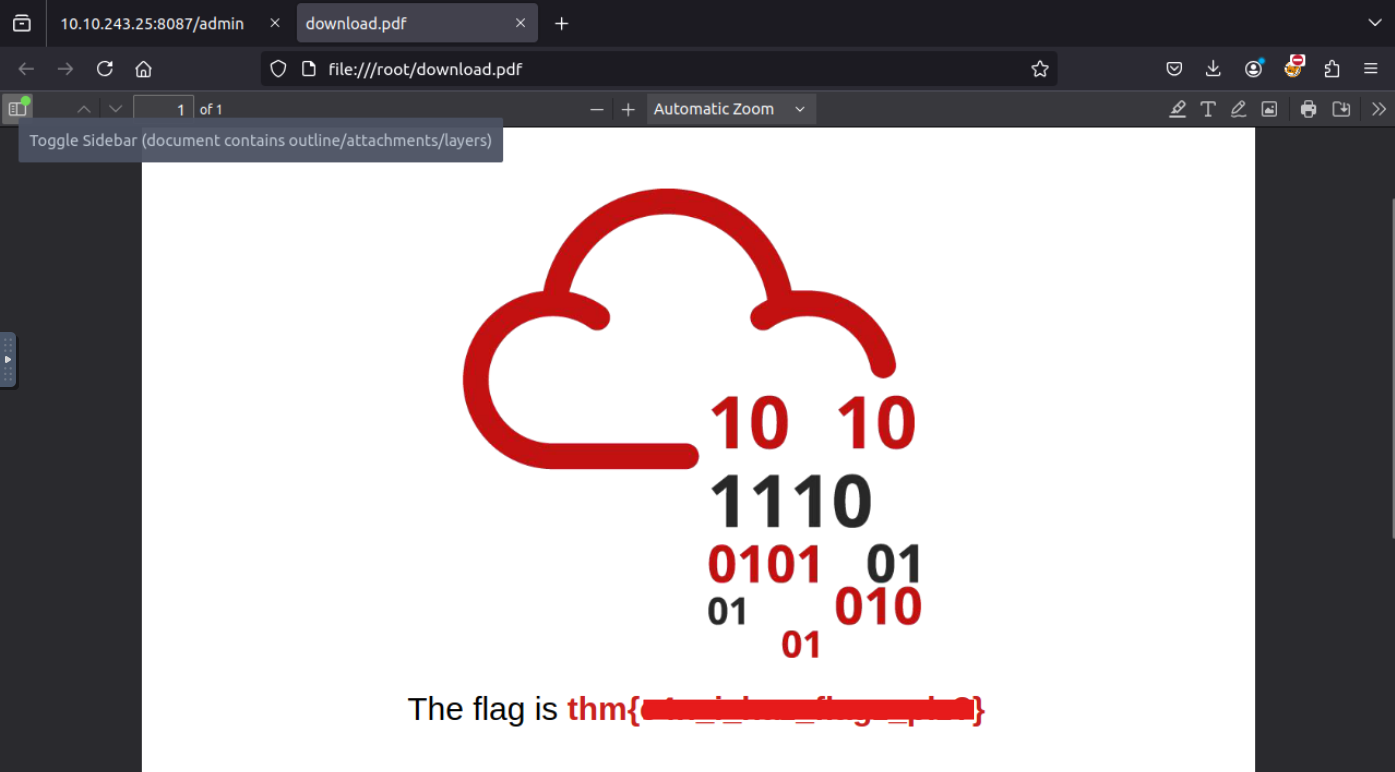 10.10.243.25:8087/admin
download.pdf
file:///root/download.pdf
1 of 1
Automatic Zoom
Toggle Sidebar (document contains outline/attachments/layers)
10 10
1110
0101 01
01 010
01
The flag is thm{ }